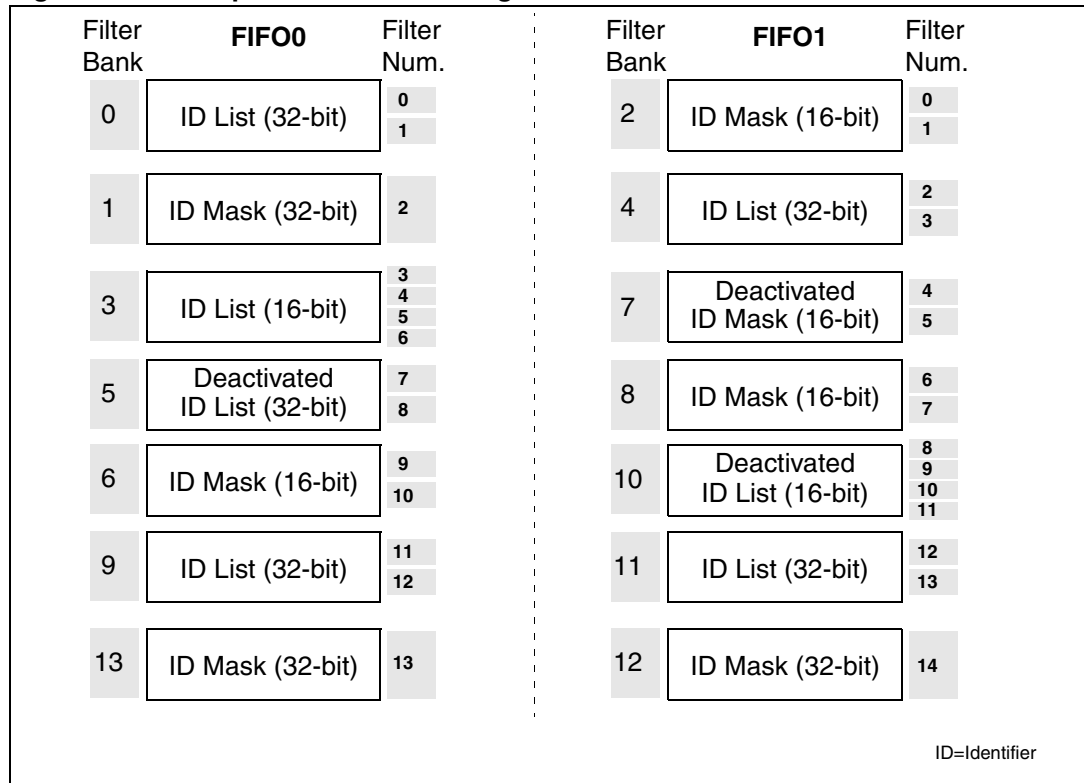 Filter
Bank
FIFO0
Filter
Num.
0
ID List (32-bit)
0
1
1
ID Mask (32-bit)
2
3
ID List (16-bit)
3
4
5
6
5
Deactivated
ID List (32-bit)
7
8
6
ID Mask (16-bit)
9
10
9
ID List (32-bit)
11
12
13
ID Mask (32-bit)
13
Filter
Bank
FIFO1
Filter
Num.
2
ID Mask (16-bit)
0
1
4
ID List (32-bit)
2
3
7
Deactivated
ID Mask (16-bit)
4
5
8
ID Mask (16-bit)
6
7
10
Deactivated
ID List (16-bit)
8
9
10
11
11
ID List (32-bit)
12
13
12
ID Mask (32-bit)
14
ID=Identifier